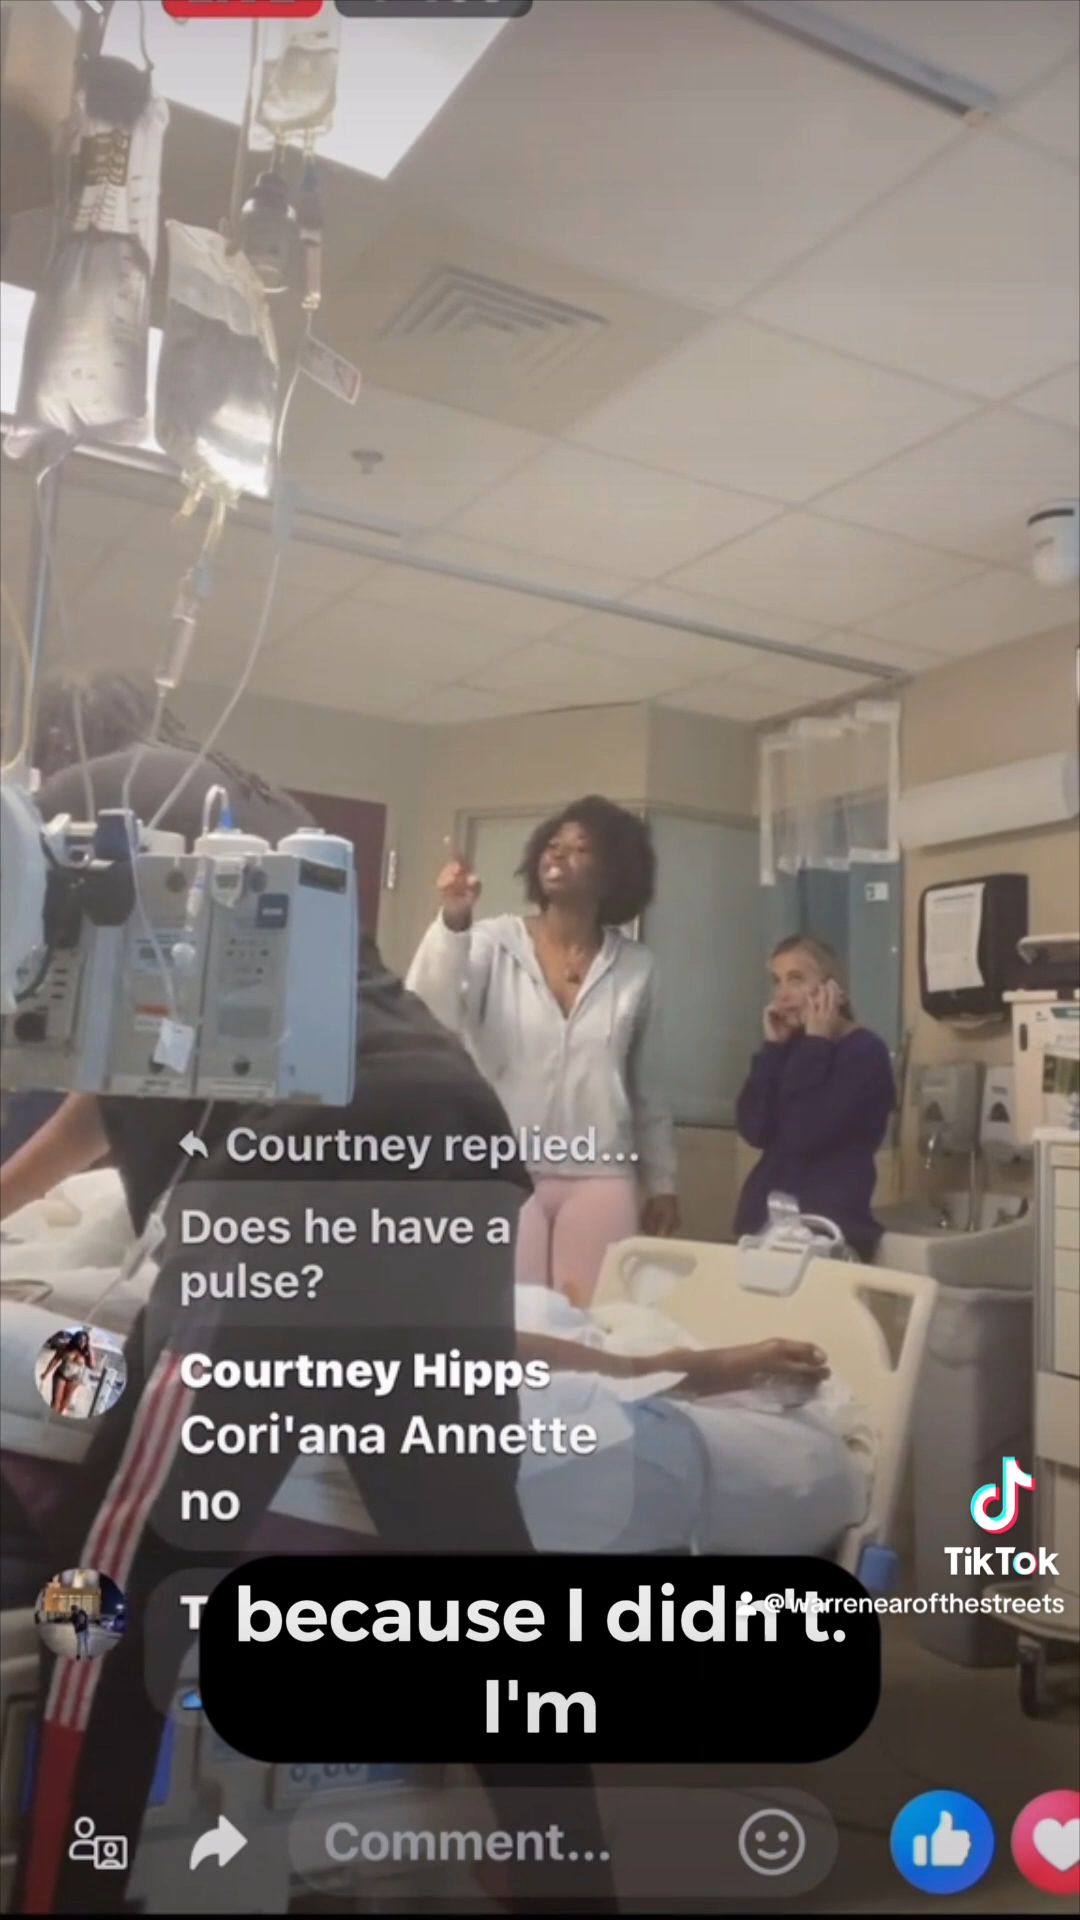 Courtney replied...
Does he have a
pulse?
Courtney Hipps
Cori'ana Annette
no
T
because I didn't.
I'm
TikTok
@Warrenearofthestreets
Comment...